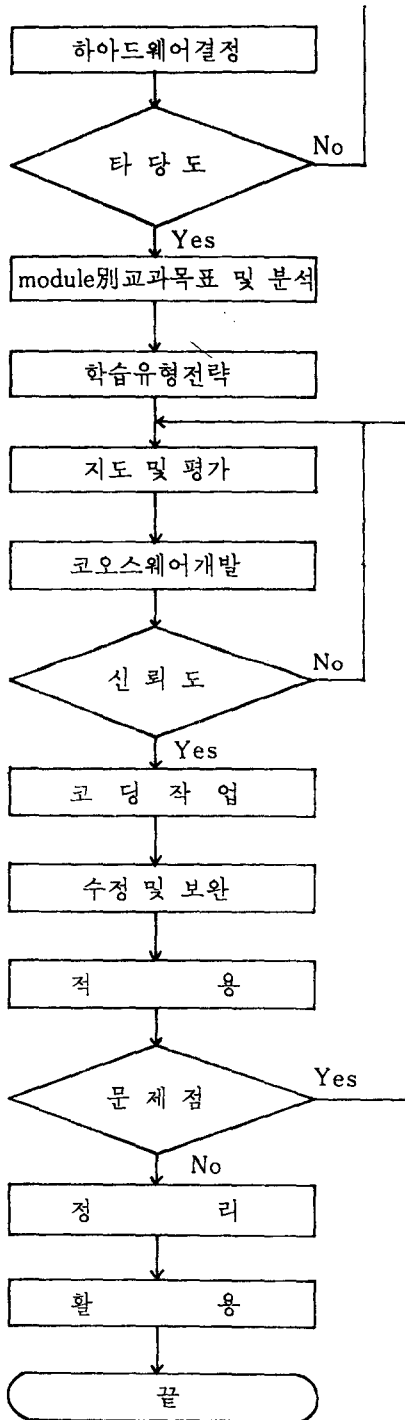 하아드웨어결정
타 당 도
No
Yes
module別교과목표 및 분석
학습유형전략
지도 및 평가
코오스웨어개발
신 뢰 도
No
Yes
코 딩 작 업
수정 및 보완
적 용
문 제 점
Yes
No
정 리
활 용
끝